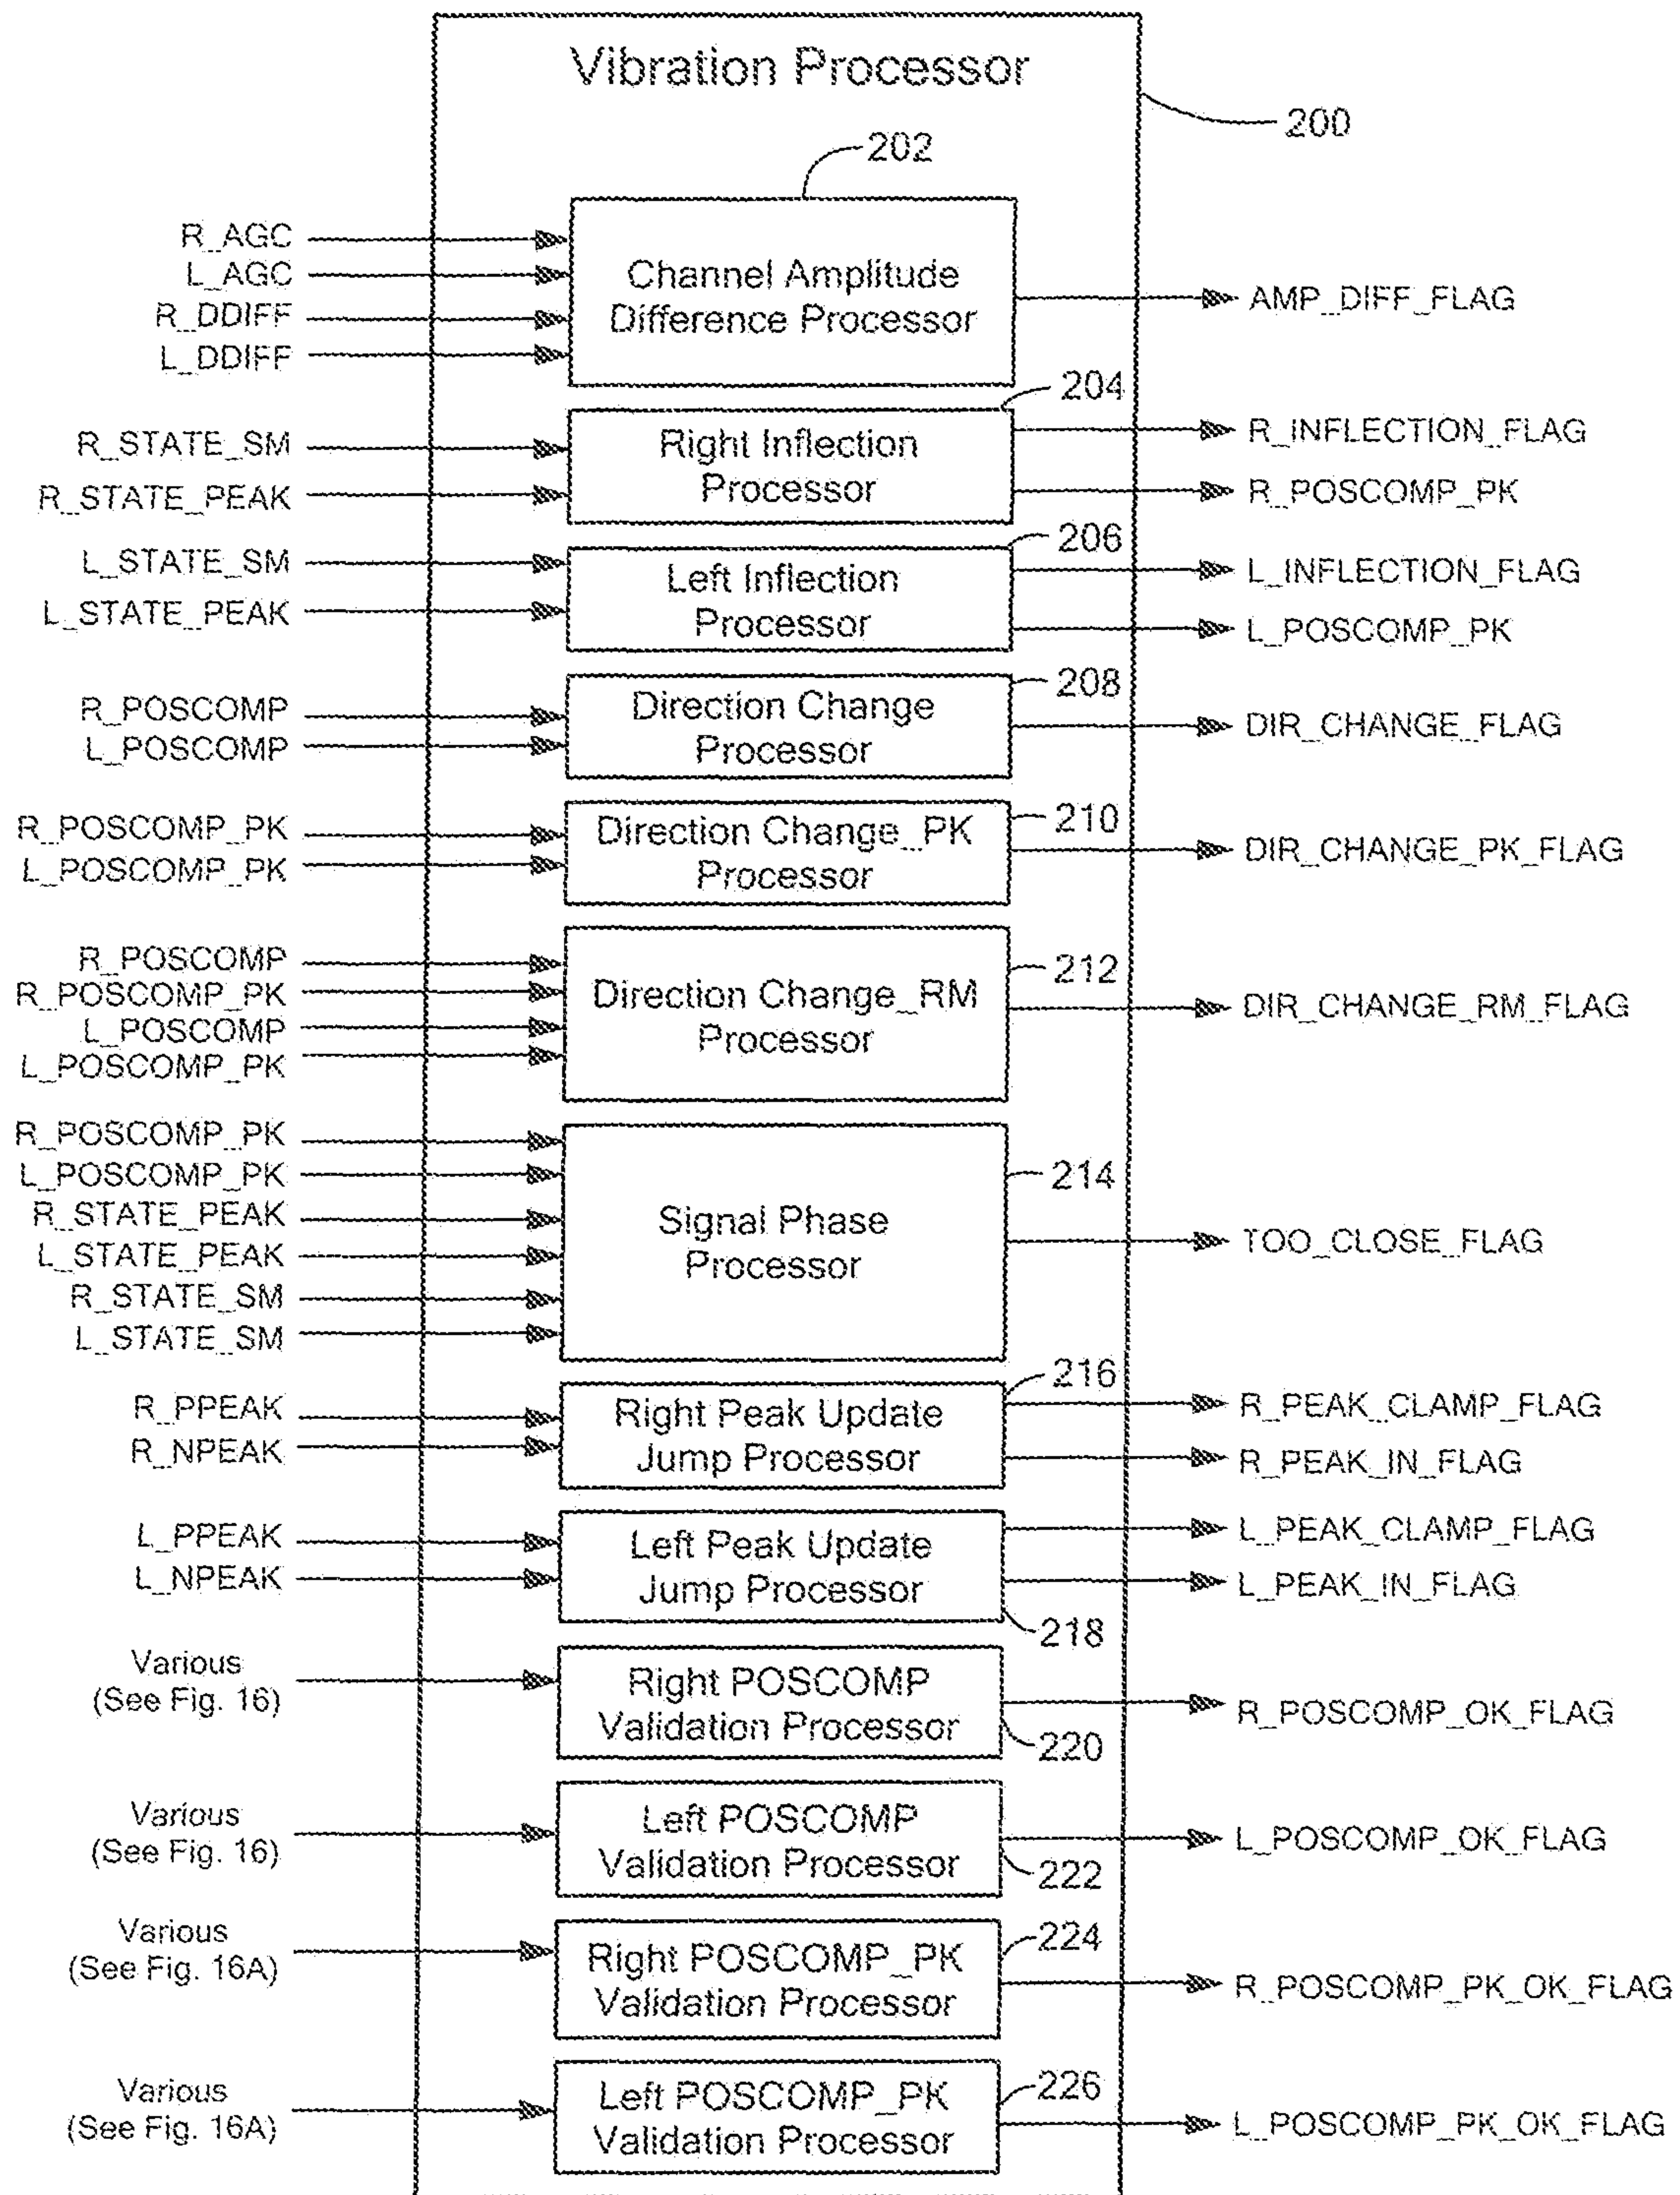 Vibration Processor
200
202
R_AGC
L_AGC
R_DDIFF
L_DDIFF
Channel Amplitude
Difference Processor
AMP_DIFF_FLAG
204
R_STATE_SM
R_STATE_PEAK
Right Inflection
Processor
R_INFLECTION_FLAG
R_POSCOMP_PK
206
L_STATE_SM
L_STATE_PEAK
Left Inflection
Processor
L_INFLECTION_FLAG
L_POSCOMP_PK
208
R_POSCOMP
L_POSCOMP
Direction Change
Processor
DIR_CHANGE_FLAG
R_POSCOMP_PK
L_POSCOMP_PK
Direction Change_PK
Processor
210
DIR_CHANGE_PK_FLAG
R_POSCOMP
R_POSCOMP_PK
L_POSCOMP
L_POSCOMP_PK
Direction Change_RM
Processor
212
DIR_CHANGE_RM_FLAG
R_POSCOMP_PK
L_POSCOMP_PK
R_STATE_PEAK
L_STATE_PEAK
R_STATE_SM
L_STATE_SM
Signal Phase
Processor
214
TOO_CLOSE_FLAG
216
R_PPEAK
R_NPEAK
Right Peak Update
Jump Processor
R_PEAK_CLAMP_FLAG
R_PEAK_IN_FLAG
L_PPEAK
L_NPEAK
Left Peak Update
Jump Processor
L_PEAK_CLAMP_FLAG
L_PEAK_IN_FLAG
218
Various
(See Fig. 16)
Right POSCOMP
Validation Processor
220
R_POSCOMP_OK_FLAG
Various
(See Fig. 16)
Left POSCOMP
Validation Processor
222
L_POSCOMP_OK_FLAG
Various
(See Fig. 16A)
Right POSCOMP_PK
Validation Processor
224
R_POSCOMP_PK_OK_FLAG
Various
(See Fig. 16A)
Left POSCOMP_PK
Validation Processor
226
L_POSCOMP_PK_OK_FLAG